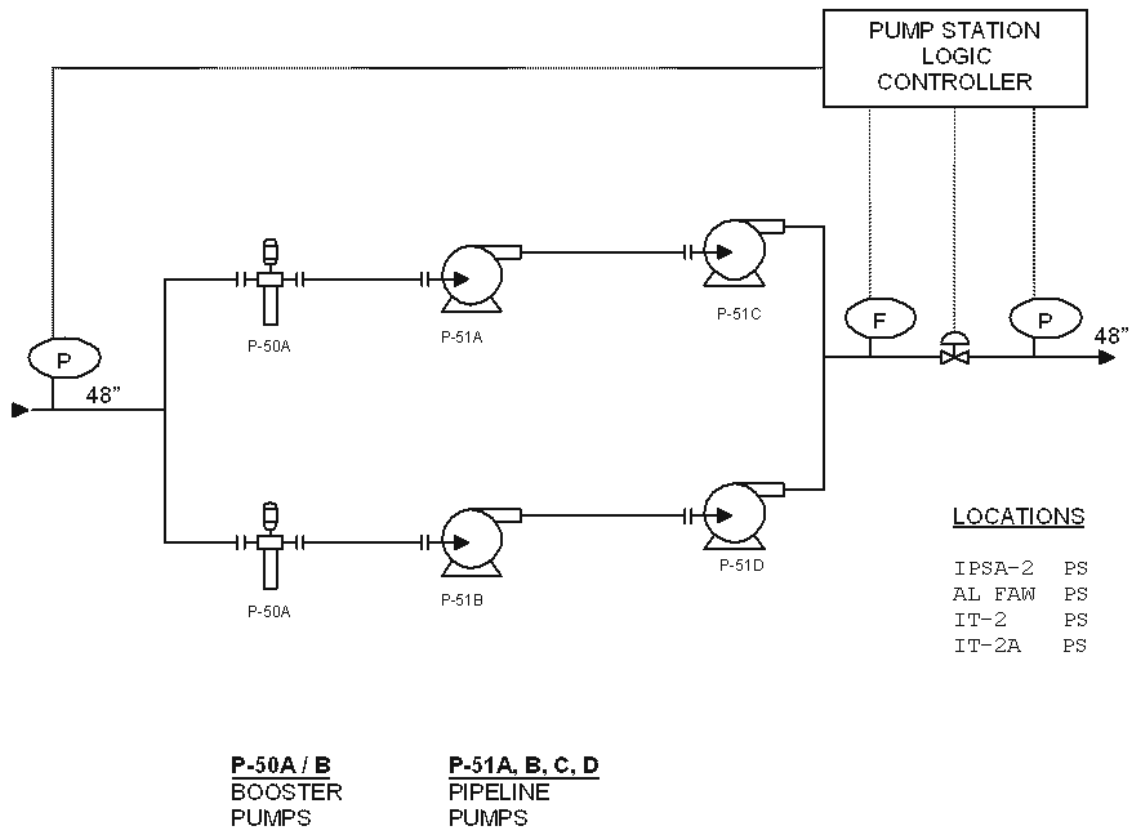 PUMP STATION
LOGIC
CONTROLLER
P-50A
P-51A
P-51C
F
P
48”
P
48”
P-50A
P-51B
P-51D
LOCATIONS
IPSA-2 PS
AL FAW PS
IT-2 PS
IT-2A PS
P-50A / B
BOOSTER
PUMPS
P-51A, B, C, D
PIPELINE
PUMPS